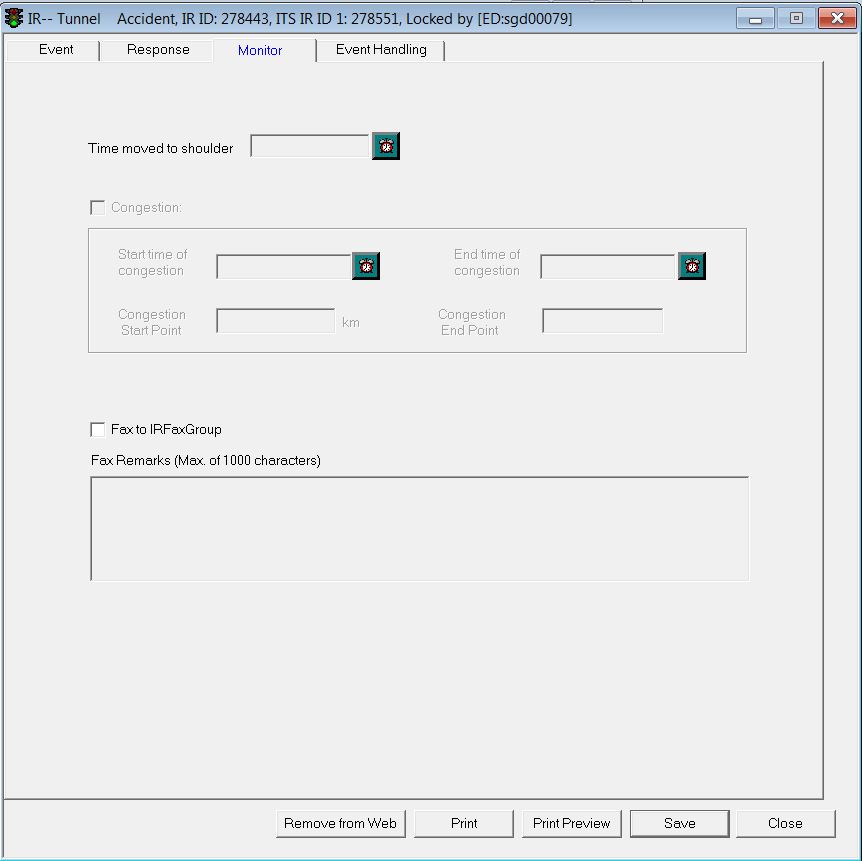 IR-- Tunnel Accident, IR ID: 278443, ITS IR ID 1: 278551, Locked by [ED:sgd00079]
Event Response Monitor Event Handling
Time moved to shoulder
Congestion:
Start time of congestion
End time of congestion
Congestion Start Point
km
Congestion End Point
Fax to IRFaxGroup
Fax Remarks (Max. of 1000 characters)
Remove from Web Print Print Preview Save Close